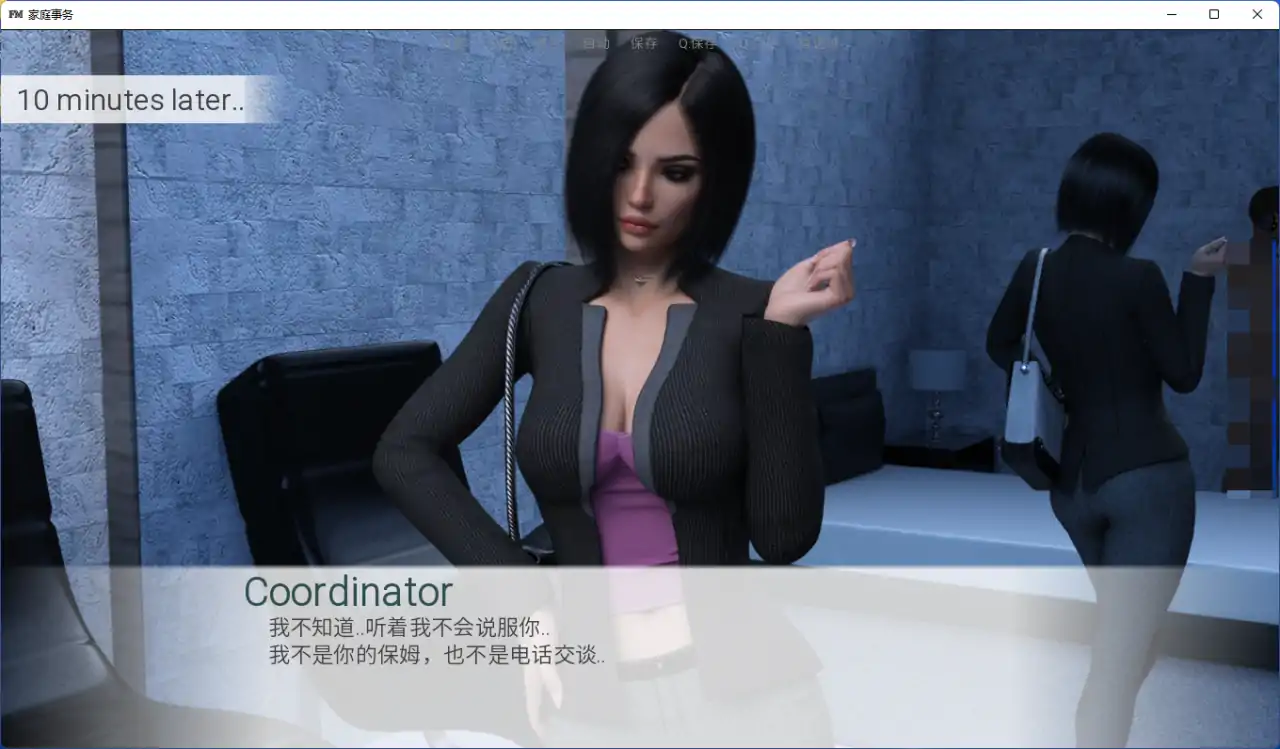 FM 家庭事务
自动 保存 Q.保存
10 minutes later..
Coordinator
我不知道..听着我不会说服你..
我不是你的保姆，也不是电话交谈..